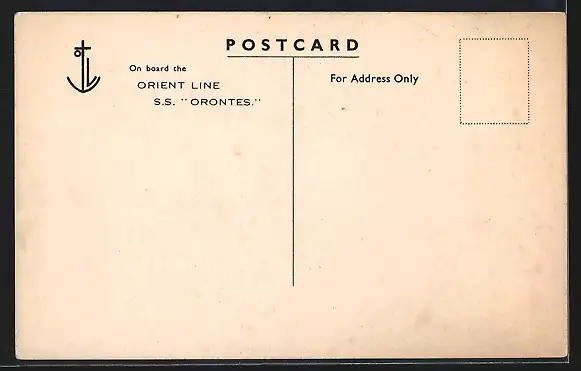 POSTCARD
On board the
ORIENT LINE
S.S. "ORONTES."
For Address Only